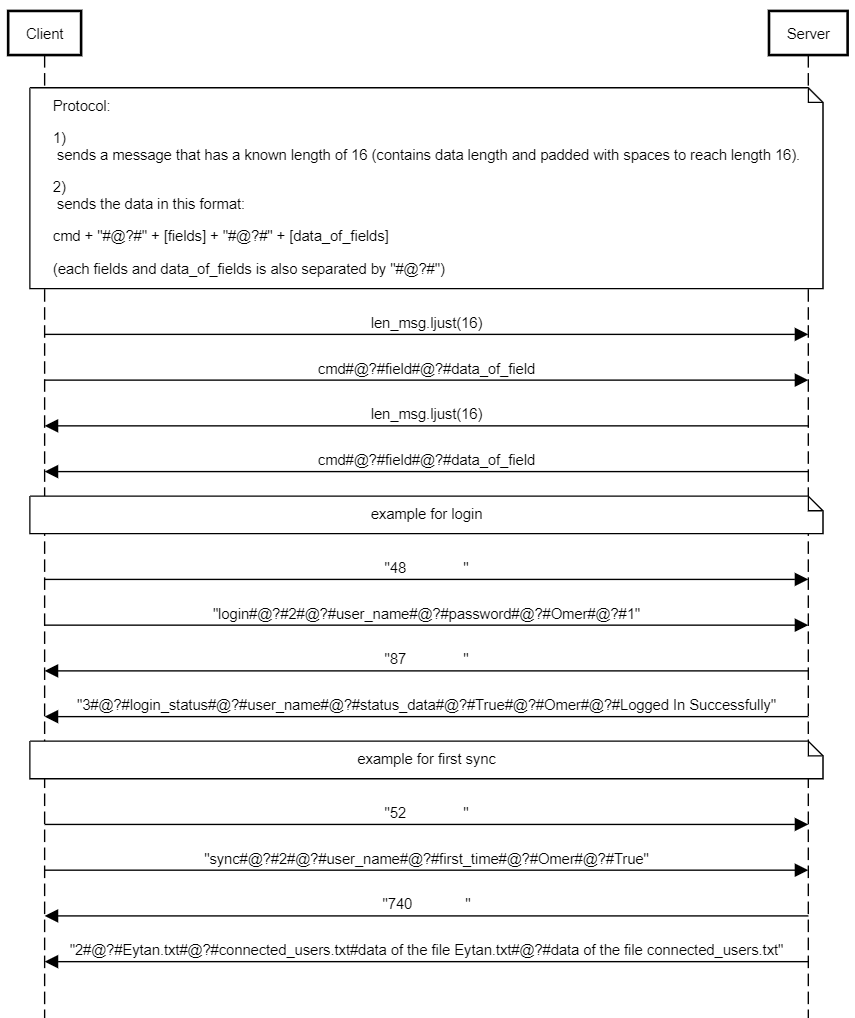 Client
Server
Protocol:
1)
sends a message that has a known length of 16 (contains data length and padded with spaces to reach length 16).
2)
sends the data in this format:
cmd + "#@?#" + [fields] + "#@?#" + [data_of_fields]
(each fields and data_of_fields is also separated by "#@?#")
len_msg.ljust(16)
cmd#@?#field#@?#data_of_field
len_msg.ljust(16)
cmd#@?#field#@?#data_of_field
example for login
"48              "
"login#@?#2#@?#user_name#@?#password#@?#Omer#@?#1"
"87              "
"3#@?#login_status#@?#user_name#@?#status_data#@?#True#@?#Omer#@?#Logged In Successfully"
example for first sync
"52              "
"sync#@?#2#@?#user_name#@?#first_time#@?#Omer#@?#True"
"740             "
"2#@?#Eytan.txt#@?#connected_users.txt#data of the file Eytan.txt#@?#data of the file connected_users.txt"